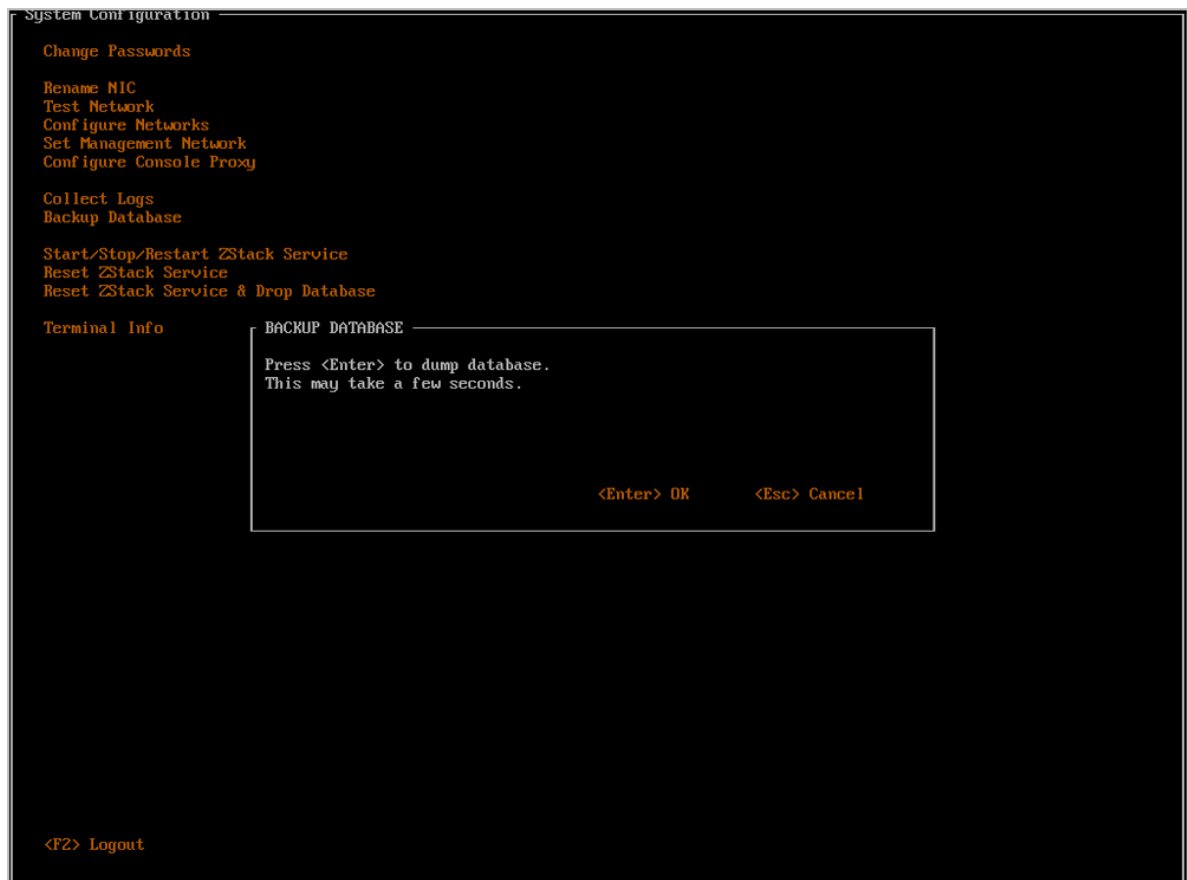 System Configuration
Change Passwords
Rename NIC
Test Network
Configure Networks
Set Management Network
Configure Console Proxy
Collect Logs
Backup Database
Start/Stop/Restart ZStack Service
Reset ZStack Service
Reset ZStack Service & Drop Database
Terminal Info
BACKUP DATABASE
Press <Enter> to dump database.
This may take a few seconds.
<Enter> OK <Esc> Cancel
<F2> Logout